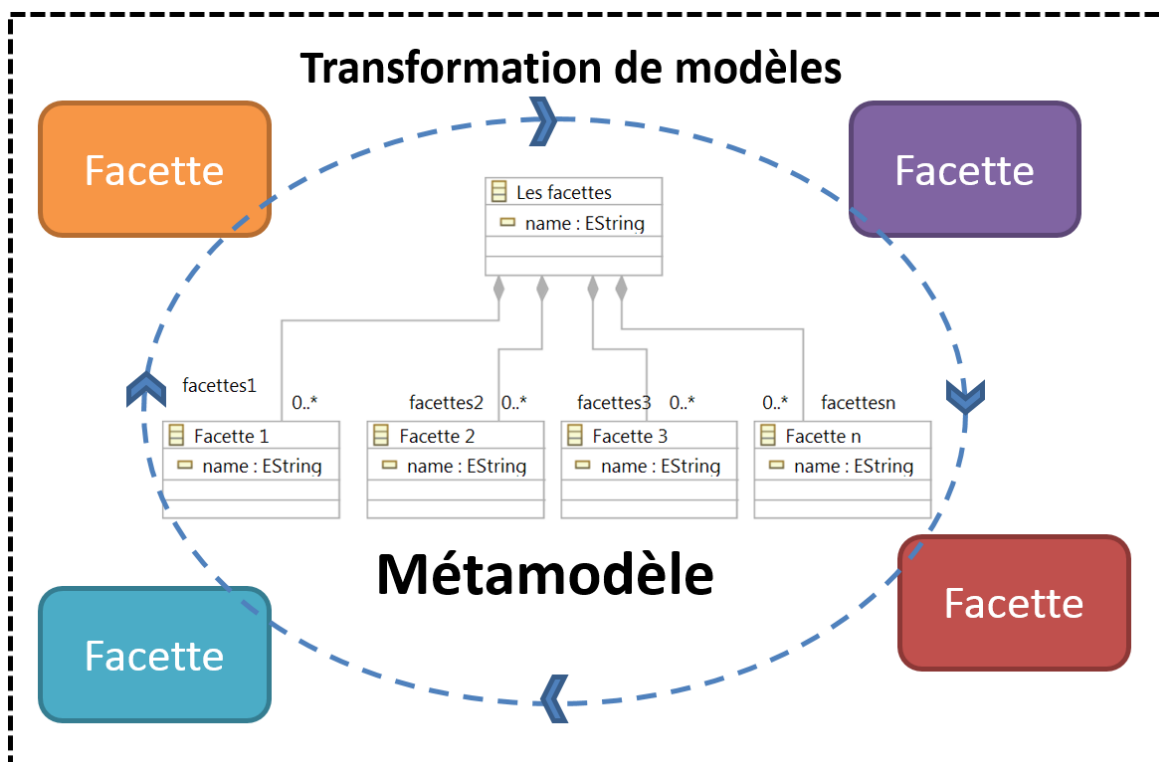 Transformation de modèles
Facette
Facette
Les facettes
name : EString
facettes1
0..*
facettes2
0..*
facettes3
0..*
0..*
facettesn
Facette 1
name : EString
Facette 2
name : EString
Facette 3
name : EString
Facette n
name : EString
Métamodèle
Facette
Facette